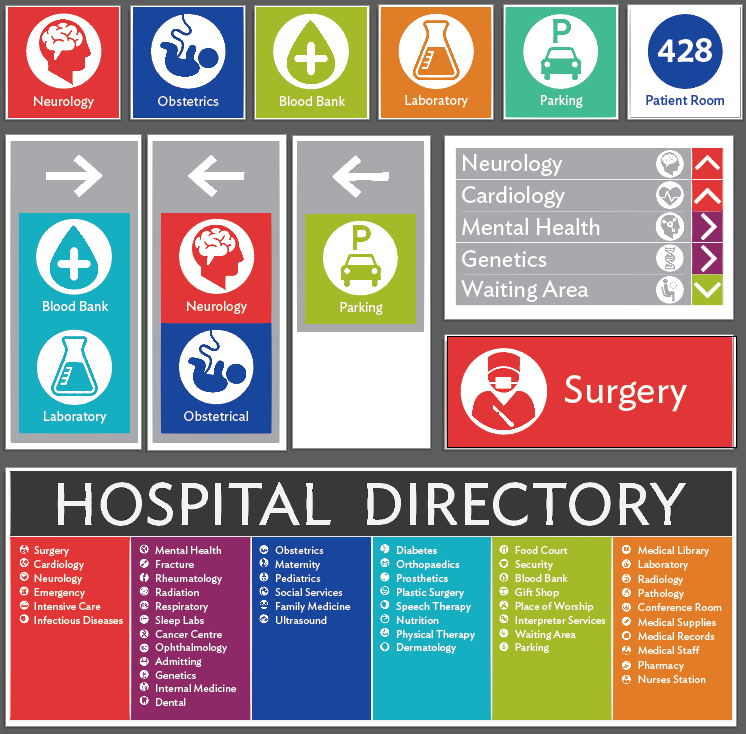 Neurology
Obstetrics
Blood Bank
Laboratory
P
Parking
428
Patient Room
Blood Bank
Laboratory
Neurology
Obstetrical
P
Parking
Neurology
Cardiology
Mental Health
Genetics
Waiting Area
Surgery
HOSPITAL DIRECTORY
Surgery
Cardiology
Neurology
Emergency
Intensive Care
Infectious Diseases
Mental Health
Fracture
Rheumatology
Radiation
Respiratory
Sleep Labs
Cancer Centre
Ophthalmology
Admitting
Genetics
Internal Medicine
Dental
Obstetrics
Maternity
Pediatrics
Social Services
Family Medicine
Ultrasound
Diabetes
Orthopaedics
Prosthetics
Plastic Surgery
Speech Therapy
Nutrition
Physical Therapy
Dermatology
Food Court
Security
Blood Bank
Gift Shop
Place of Worship
Interpreter Services
Waiting Area
Parking
Medical Library
Laboratory
Radiology
Pathology
Conference Room
Medical Supplies
Medical Records
Medical Staff
Pharmacy
Nurses Station